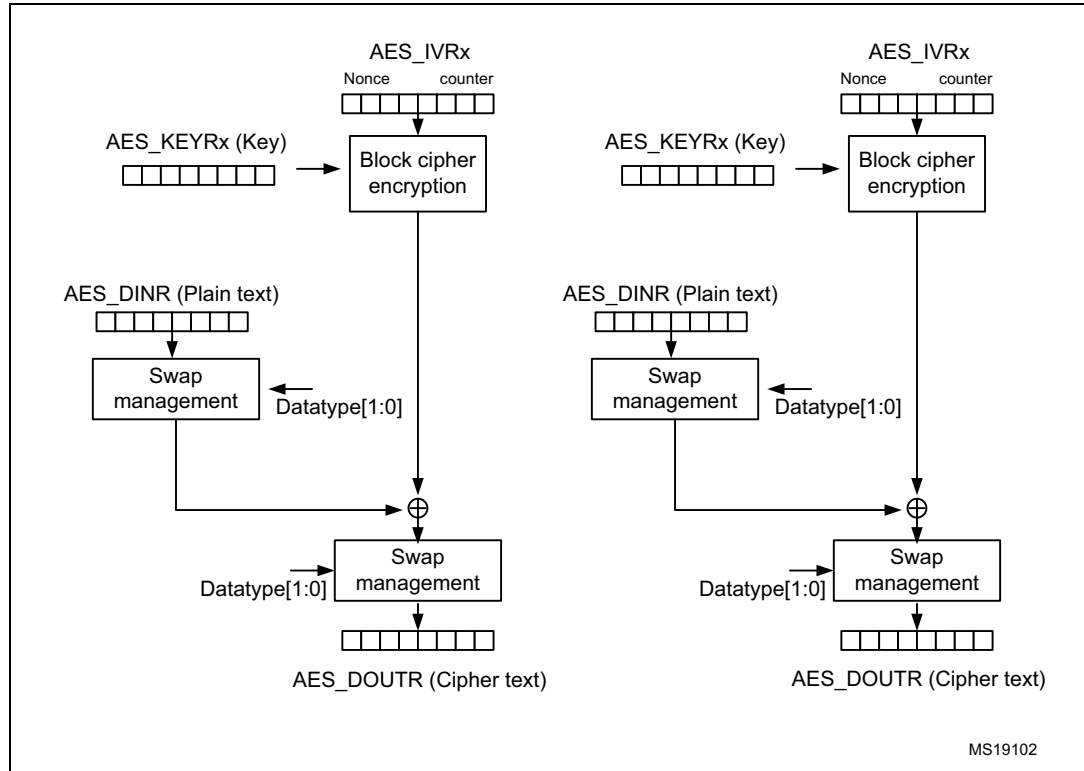 AES_IVRx
Nonce counter
AES_KEYRx (Key)
Block cipher
encryption
AES_DINR (Plain text)
Swap
management
Datatype[1:0]
Swap
management
Datatype[1:0]
AES_DOUTR (Cipher text)
AES_IVRx
Nonce counter
AES_KEYRx (Key)
Block cipher
encryption
AES_DINR (Plain text)
Swap
management
Datatype[1:0]
Swap
management
Datatype[1:0]
AES_DOUTR (Cipher text)
MS19102